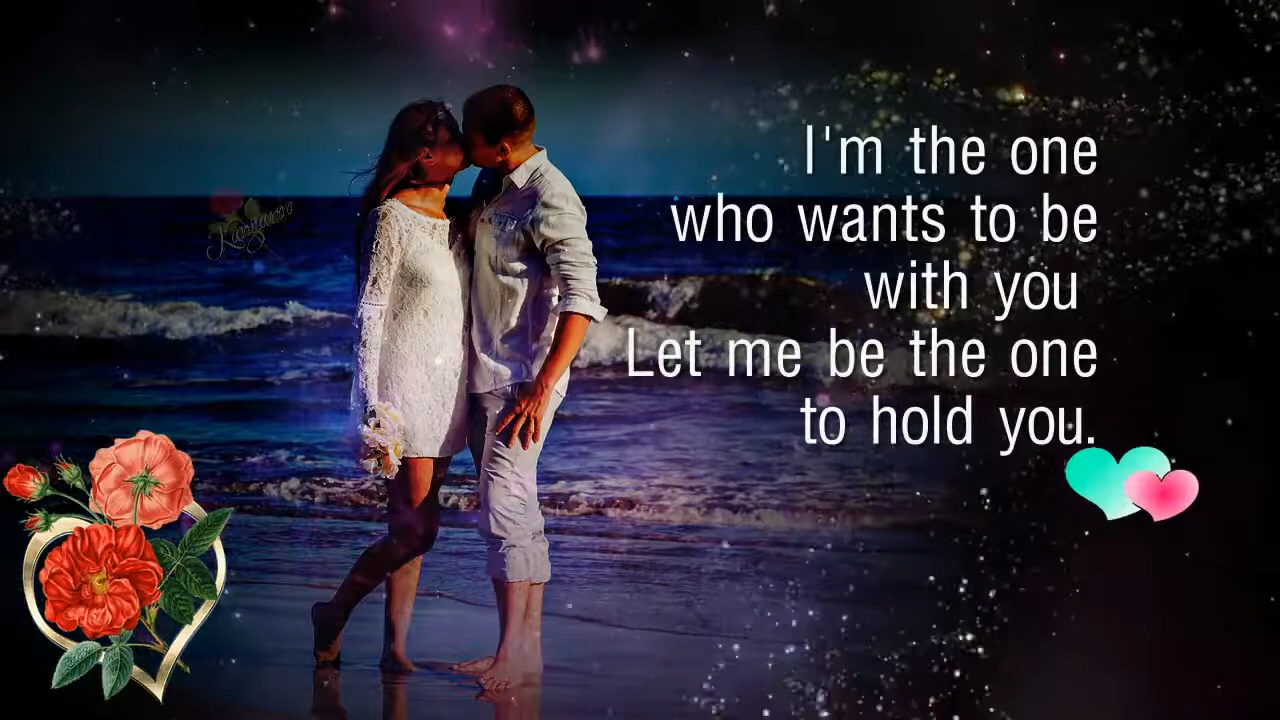 I'm the one
who wants to be
with you
Let me be the one
to hold you.